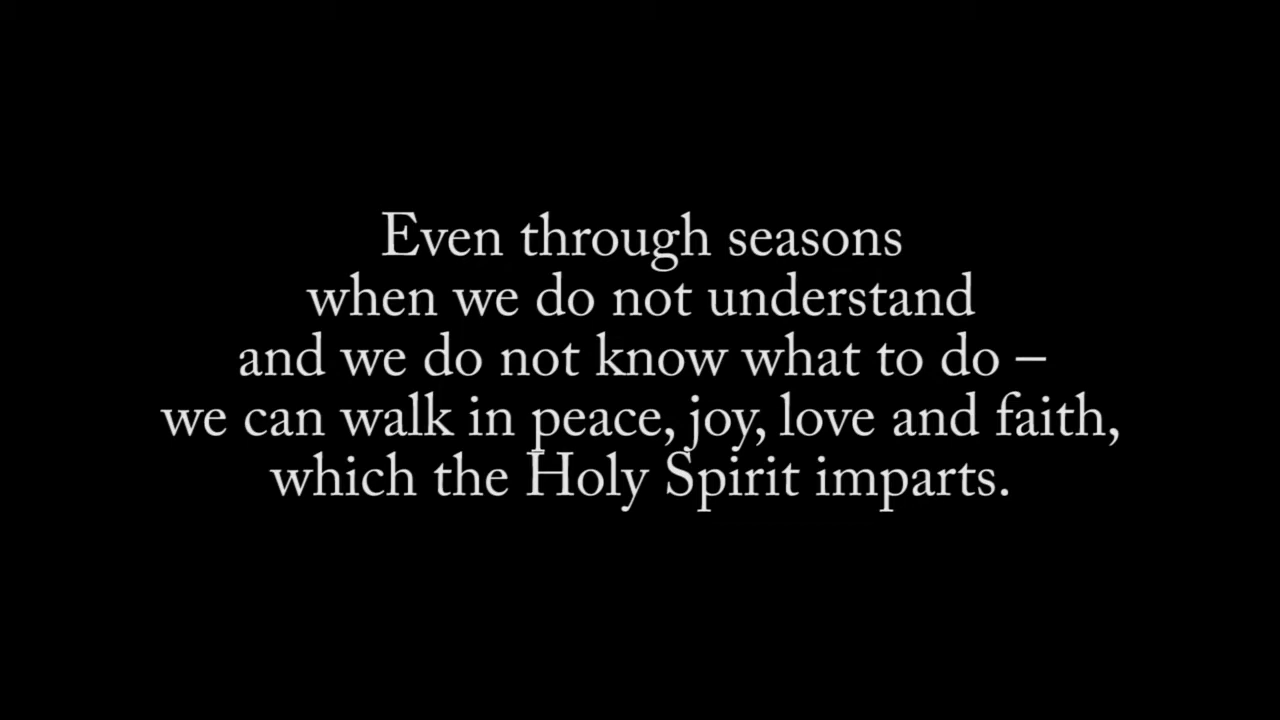 Even through seasons
when we do not understand
and we do not know what to do –
we can walk in peace, joy, love and faith,
which the Holy Spirit imparts.